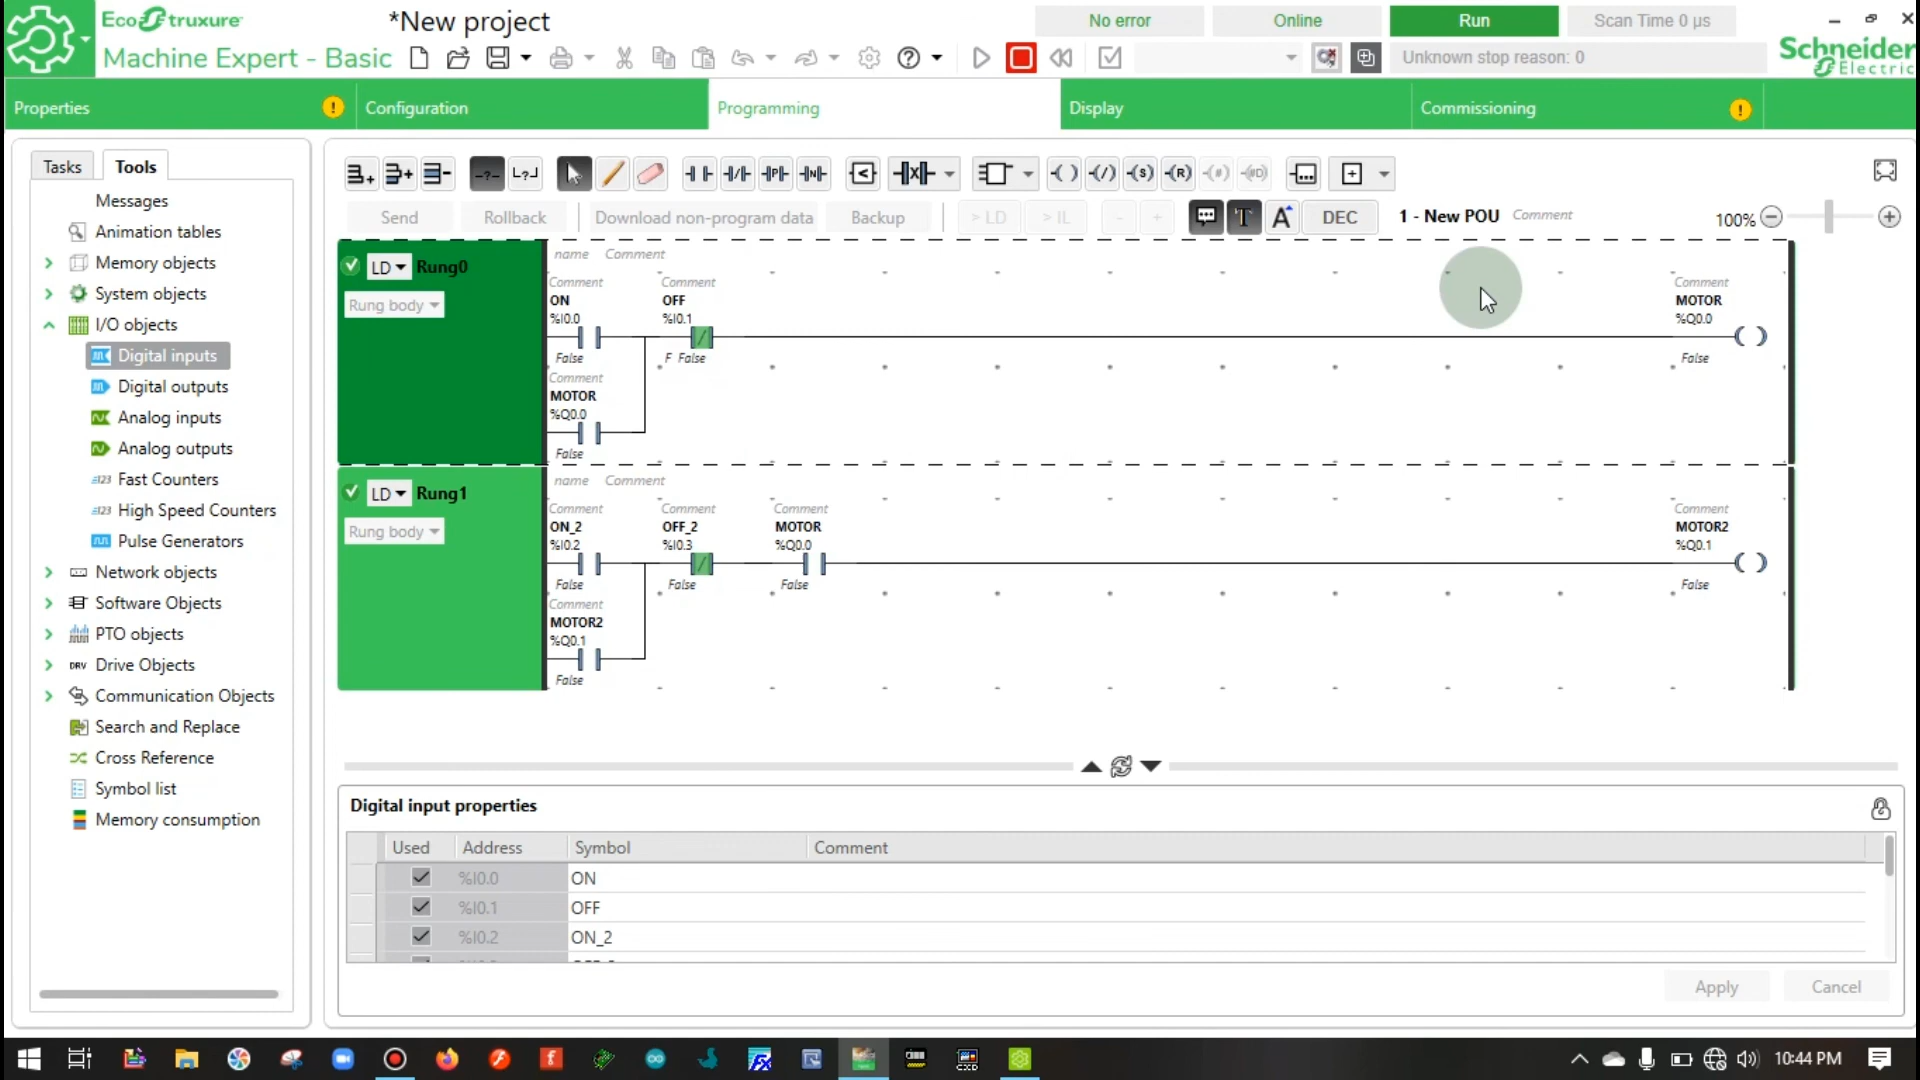 EcoStruxure
Machine Expert - Basic
*New project
No error
Online
Run
Scan Time 0 µs
Unknown stop reason: 0
Schneider
Electric
Properties
Configuration
Programming
Display
Commissioning
Tasks
Tools
Messages
Animation tables
Memory objects
System objects
I/O objects
Digital inputs
Digital outputs
Analog inputs
Analog outputs
Fast Counters
High Speed Counters
Pulse Generators
Network objects
Software Objects
PTO objects
DRV Drive Objects
Communication Objects
Search and Replace
Cross Reference
Symbol list
Memory consumption
Send
Rollback
Download non-program data
Backup
> LD
> IL
DEC
1 - New POU
Comment
100%
LD
Rung0
Rung body
name Comment
Comment Comment Comment
ON OFF MOTOR
%I0.0 %I0.1 %Q0.0
False F False False
Comment
MOTOR
%Q0.0
False
LD
Rung1
Rung body
name Comment
Comment Comment Comment Comment
ON_2 OFF_2 MOTOR MOTOR2
%I0.2 %I0.3 %Q0.0 %Q0.1
False False False False
Comment
MOTOR2
%Q0.1
False
Digital input properties
Used Address Symbol Comment
%I0.0 ON
%I0.1 OFF
%I0.2 ON_2
Apply
Cancel
10:44 PM